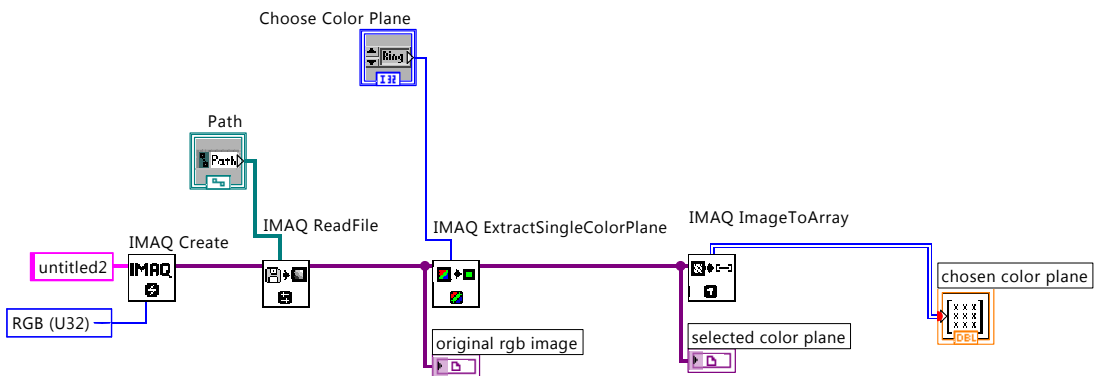 Choose Color Plane
Ring
I32
Path
Path
IMAQ ReadFile
IMAQ ExtractSingleColorPlane
IMAQ ImageToArray
IMAQ Create
untitled2
IMAQ
RGB (U32)
chosen color plane
x x x
x x x
x x x
DBL
original rgb image
selected color plane